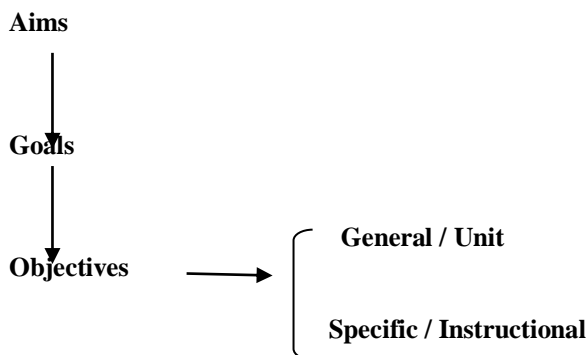 Aims
Goals
General / Unit
Objectives
Specific / Instructional